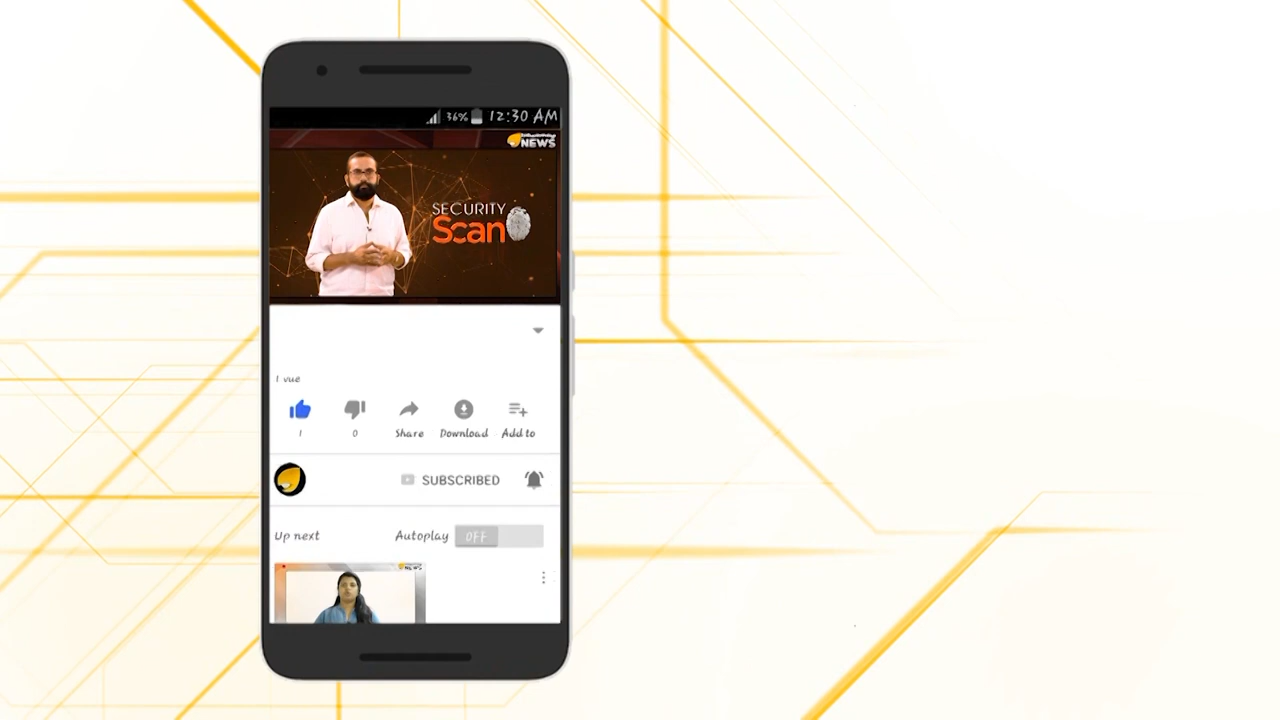 36% 12:30 AM
NEWS
SECURITY
Scan
1 vue
1
0
Share
Download
Add to
SUBSCRIBED
Up next
Autoplay
OFF
NEWS